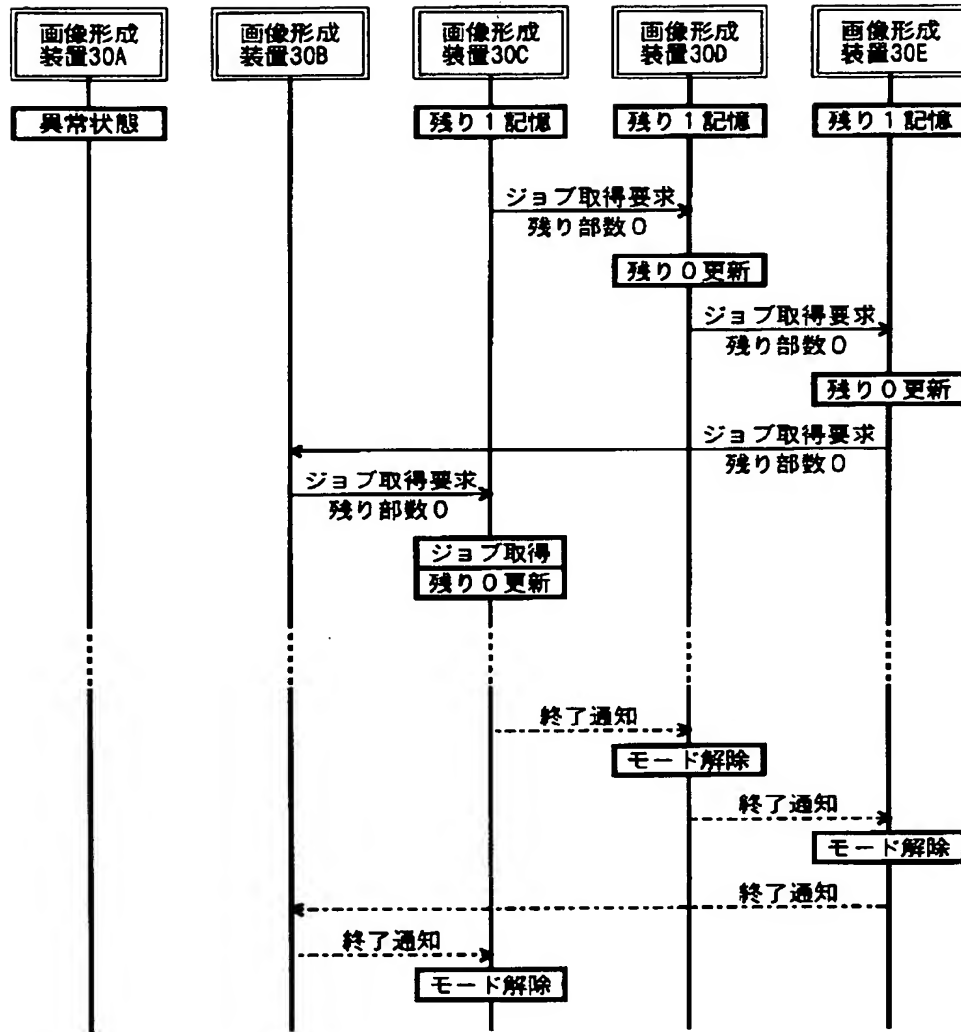 画像形成
装置30A
画像形成
装置30B
画像形成
装置30C
画像形成
装置30D
画像形成
装置30E
異常状態
残り1記憶
残り1記憶
残り1記憶
ジョブ取得要求
残り部数0
残り0更新
ジョブ取得要求
残り部数0
残り0更新
ジョブ取得要求
残り部数0
ジョブ取得要求
残り部数0
ジョブ取得
残り0更新
終了通知
モード解除
終了通知
モード解除
終了通知
終了通知
モード解除